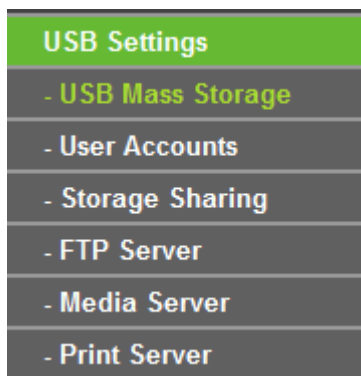 USB Settings
- USB Mass Storage
- User Accounts
- Storage Sharing
- FTP Server
- Media Server
- Print Server